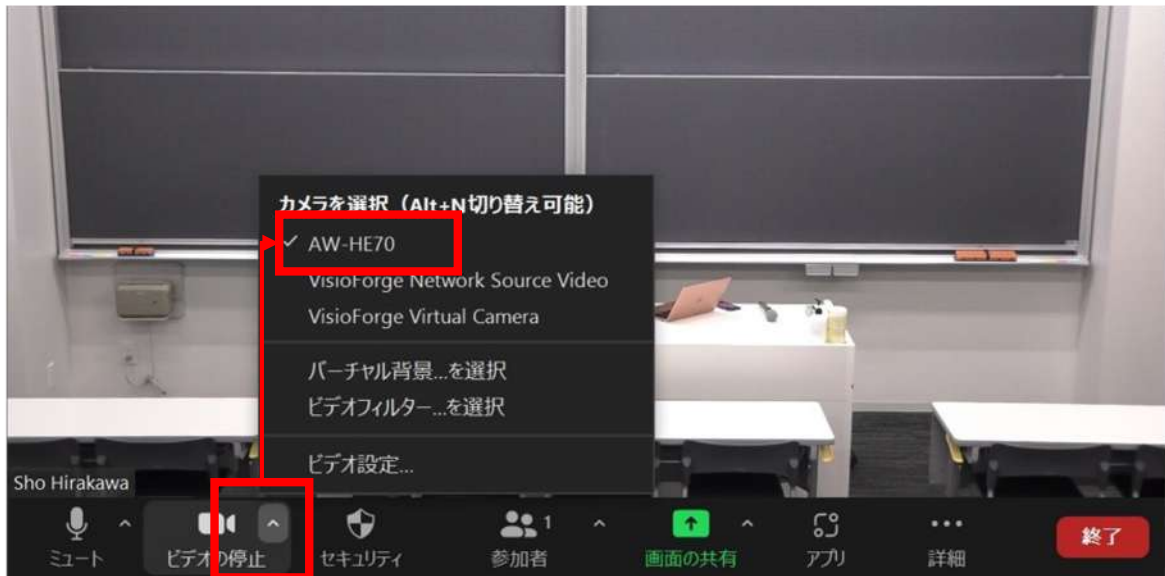 カメラを選択（Alt+N切り替え可能）
✓ AW-HE70
VisioForge Network Source Video
VisioForge Virtual Camera
バーチャル背景...を選択
ビデオフィルター...を選択
ビデオ設定...
Sho Hirakawa
ミュート ビデオの停止 セキュリティ 参加者 1 画面の共有 アプリ 詳細 終了